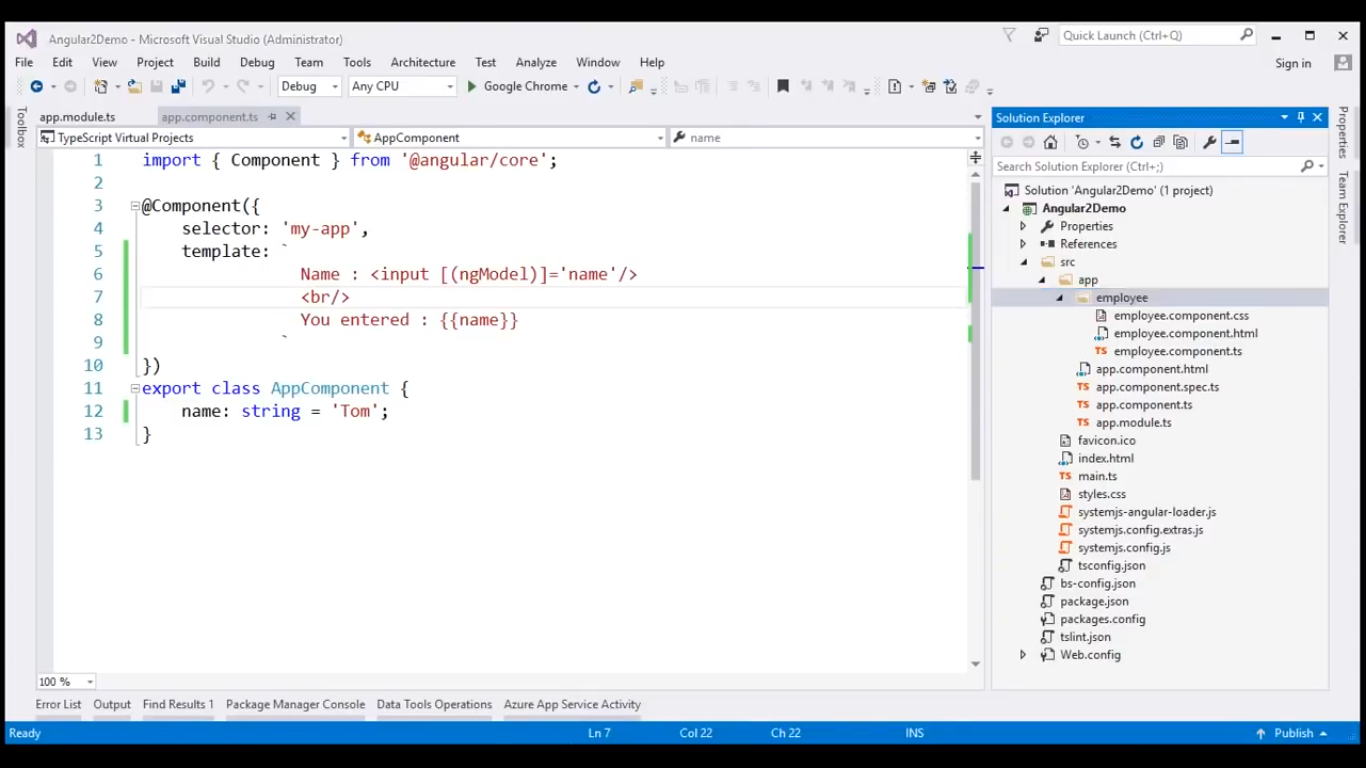 Angular2Demo - Microsoft Visual Studio (Administrator)
Quick Launch (Ctrl+Q)
File Edit View Project Build Debug Team Tools Architecture Test Analyze Window Help
Sign in
Debug Any CPU Google Chrome
Toolbox
app.module.ts app.component.ts
TypeScript Virtual Projects AppComponent name
1 import { Component } from '@angular/core';
2
3 @Component({
4 selector: 'my-app',
5 template: `
6 Name : <input [(ngModel)]='name'/>
7 <br/>
8 You entered : {{name}}
9 `
10 })
11 export class AppComponent {
12 name: string = 'Tom';
13 }
100 %
Solution Explorer
Search Solution Explorer (Ctrl+;)
Solution 'Angular2Demo' (1 project)
Angular2Demo
Properties
References
src
app
employee
employee.component.css
employee.component.html
employee.component.ts
app.component.html
app.component.spec.ts
app.component.ts
app.module.ts
favicon.ico
index.html
main.ts
styles.css
systemjs-angular-loader.js
systemjs.config.extras.js
systemjs.config.js
tsconfig.json
bs-config.json
package.json
packages.config
tslint.json
Web.config
Properties
Team Explorer
Error List Output Find Results 1 Package Manager Console Data Tools Operations Azure App Service Activity
Ready Ln 7 Col 22 Ch 22 INS Publish